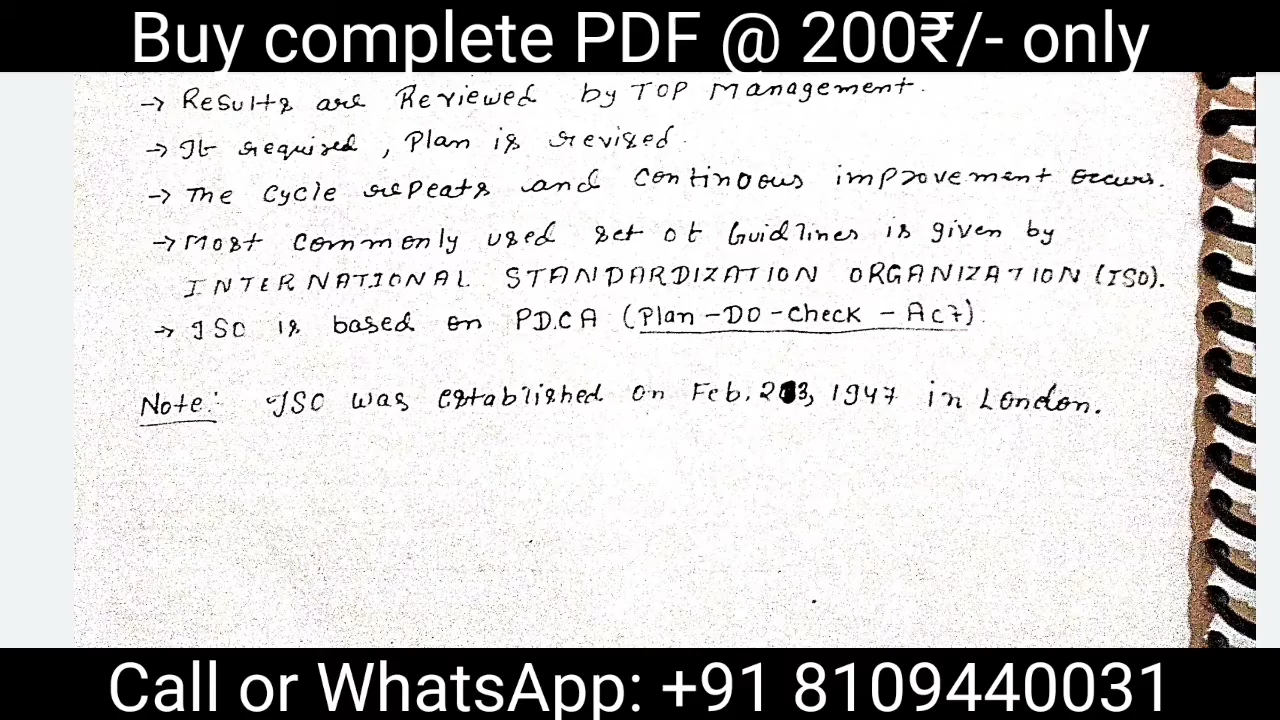 Buy complete PDF @ 200₹/- only
→ Results are Reviewed by TOP Management.
→ If required, Plan is revised.
→ The Cycle repeats and Continuous improvement occurs.
→ Most Commonly used set of Guidlines is given by
INTERNATIONAL STANDARDIZATION ORGANIZATION (ISO).
→ ISO is based on P.D.C.A (Plan-DO-Check-Act).
Note: ISO was established on Feb. 23, 1947 in London.
Call or WhatsApp: +91 8109440031